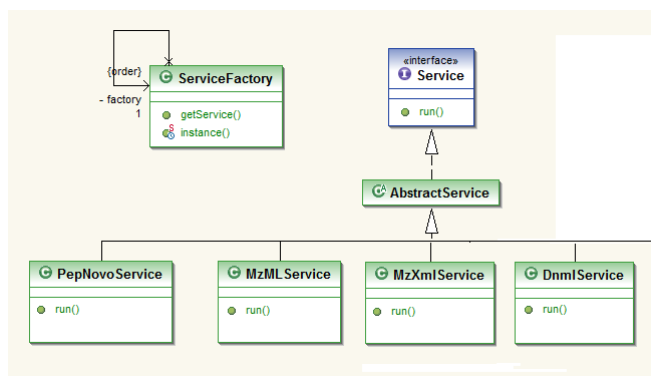 {order}
- factory
1
ServiceFactory
getService()
instance()
«interface»
Service
run()
AbstractService
PepNovoService
run()
MzMLService
run()
MzXmlService
run()
DnmlService
run()